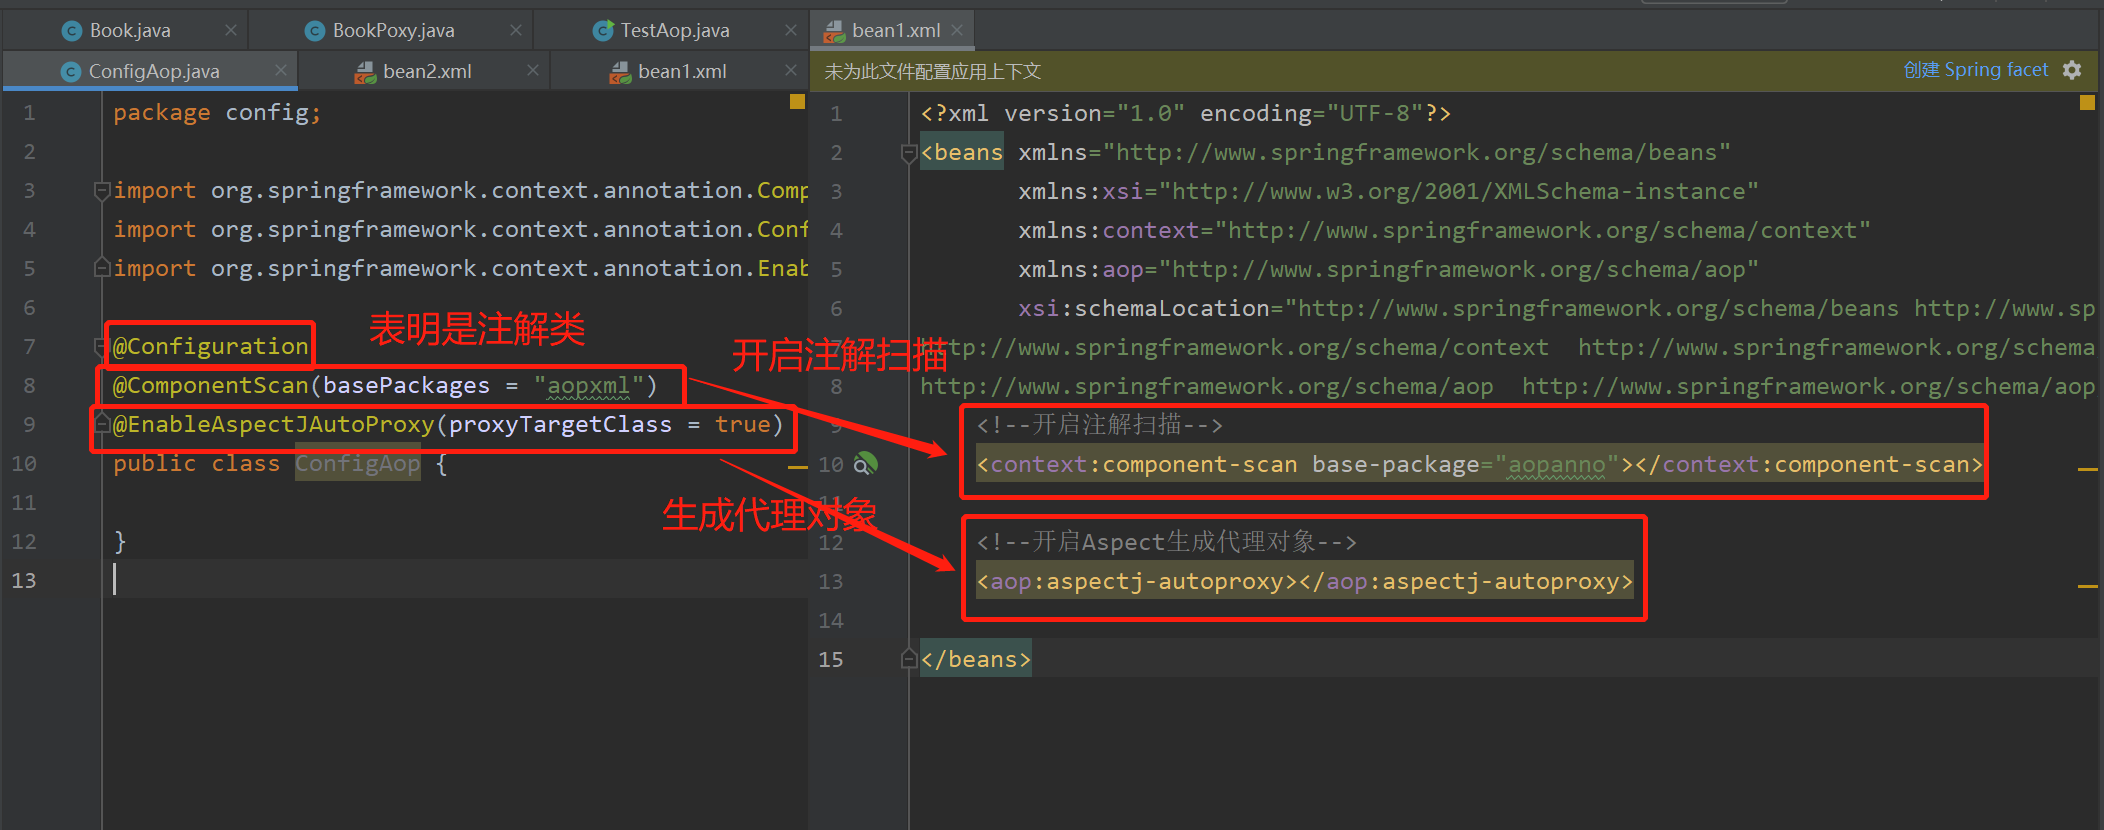 Book.java
BookPoxy.java
TestAop.java
bean1.xml
ConfigAop.java
bean2.xml
bean1.xml
未为此文件配置应用上下文
创建 Spring facet
1 package config;
2
3 import org.springframework.context.annotation.Comp
4 import org.springframework.context.annotation.Conf
5 import org.springframework.context.annotation.Enab
6
表明是注解类
7 @Configuration
8 @ComponentScan(basePackages = "aopxml")
9 @EnableAspectJAutoProxy(proxyTargetClass = true)
10 public class ConfigAop {
11
12 }
13
开启注解扫描
生成代理对象
1 <?xml version="1.0" encoding="UTF-8"?>
2 <beans xmlns="http://www.springframework.org/schema/beans"
3 xmlns:xsi="http://www.w3.org/2001/XMLSchema-instance"
4 xmlns:context="http://www.springframework.org/schema/context"
5 xmlns:aop="http://www.springframework.org/schema/aop"
6 xsi:schemaLocation="http://www.springframework.org/schema/beans http://www.sp
7 http://www.springframework.org/schema/context http://www.springframework.org/schema
8 http://www.springframework.org/schema/aop http://www.springframework.org/schema/aop
9 <!--开启注解扫描-->
10 <context:component-scan base-package="aopanno"></context:component-scan>
11
12 <!--开启Aspect生成代理对象-->
13 <aop:aspectj-autoproxy></aop:aspectj-autoproxy>
14
15 </beans>